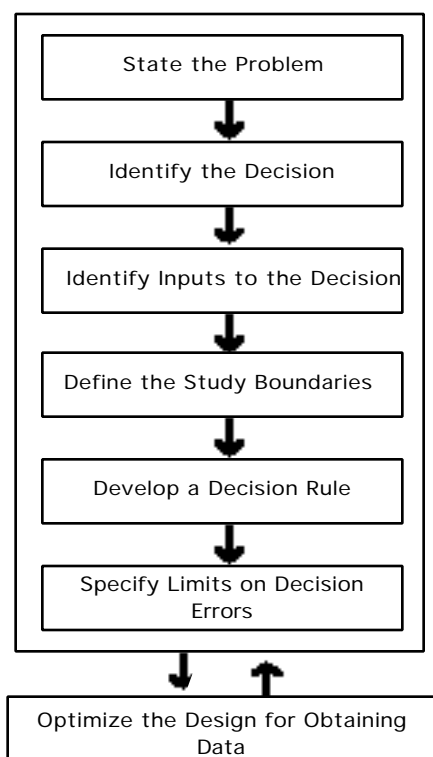 State the Problem
Identify the Decision
Identify Inputs to the Decision
Define the Study Boundaries
Develop a Decision Rule
Specify Limits on Decision
Errors
Optimize the Design for Obtaining
Data